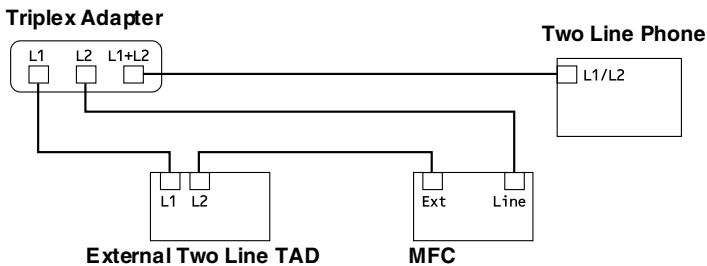 Triplex Adapter
Two Line Phone
L1 L2 L1+L2
L1/L2
L1 L2
Ext Line
External Two Line TAD
MFC